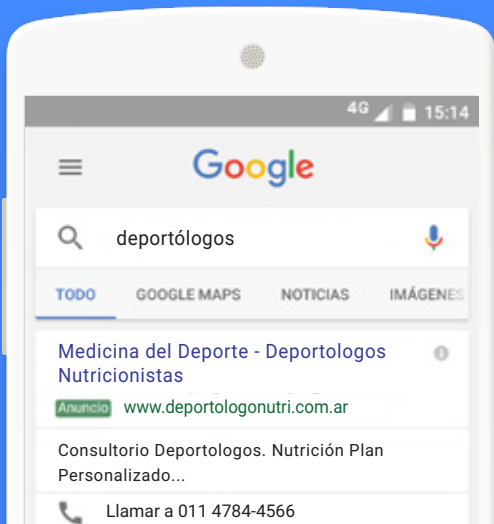 4G 15:14
Google
deportólogos
TODO GOOGLE MAPS NOTICIAS IMÁGENES
Medicina del Deporte - Deportologos
Nutricionistas
Anuncio www.deportologonutri.com.ar
Consultorio Deportologos. Nutrición Plan
Personalizado...
Llamar a 011 4784-4566